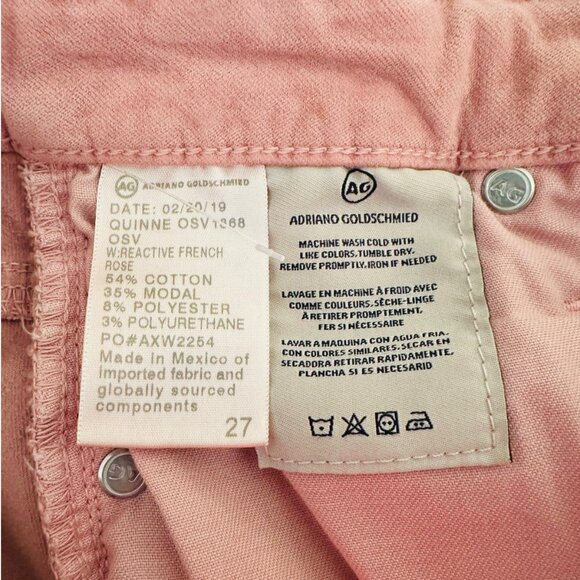 AG ADRIANO GOLDSCHMIED
DATE: 02/20/19
QUINNE OSV1368
OSV
W:REACTIVE FRENCH
ROSE
54% COTTON
35% MODAL
8% POLYESTER
3% POLYURETHANE
PO#AXW2254
Made in Mexico of
imported fabric and
globally sourced
components
27
AG
ADRIANO GOLDSCHMIED
MACHINE WASH COLD WITH
LIKE COLORS, TUMBLE DRY.
REMOVE PROMPTLY. IRON IF NEEDED
LAVAGE EN MACHINE À FROID AVEC
COMME COULEURS. SÈCHE-LINGE
À RETIRER PROMPTEMENT,
FER SI NÉCESSAIRE
LAVAR A MAQUINA CON AGUA FRIA,
CON COLORES SIMILARES. SECAR EN
SECADORA RETIRAR RAPIDAMENTE,
PLANCHA SI ES NECESARIO
AG
AG